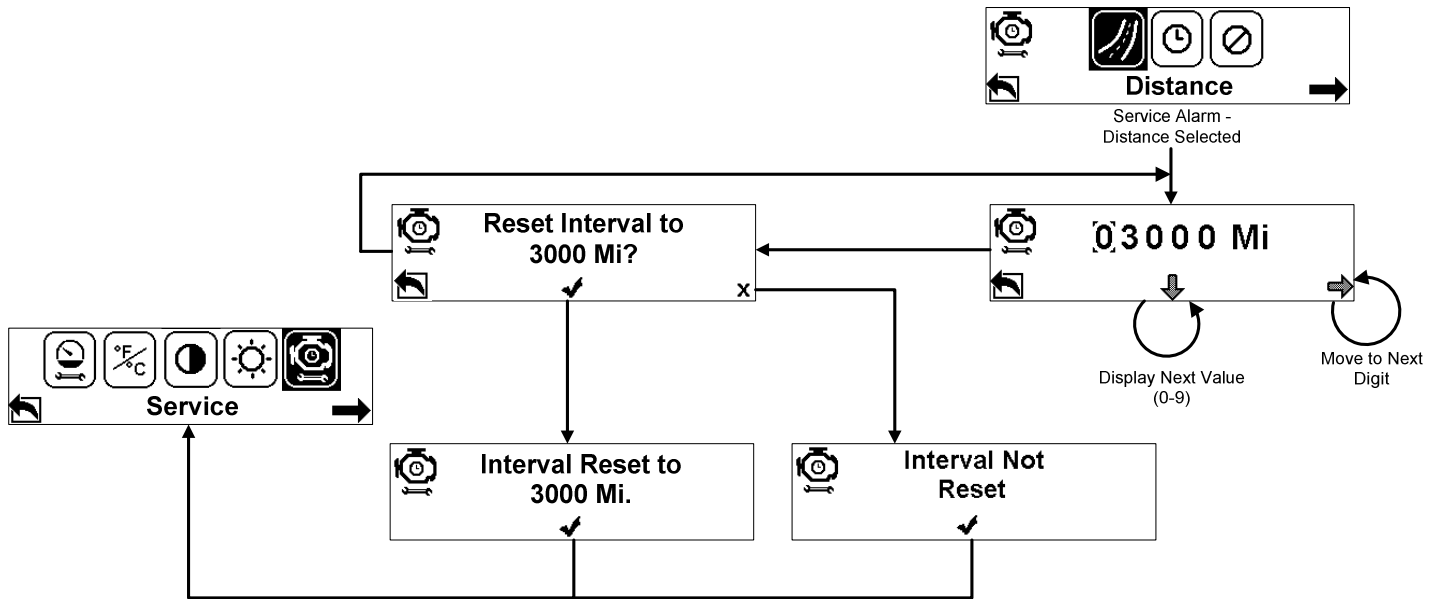 Distance
Service Alarm -
Distance Selected
Reset Interval to
3000 Mi?
X
03000 Mi
Display Next Value
(0-9)
Move to Next
Digit
°F/°C
Service
Interval Reset to
3000 Mi.
Interval Not
Reset